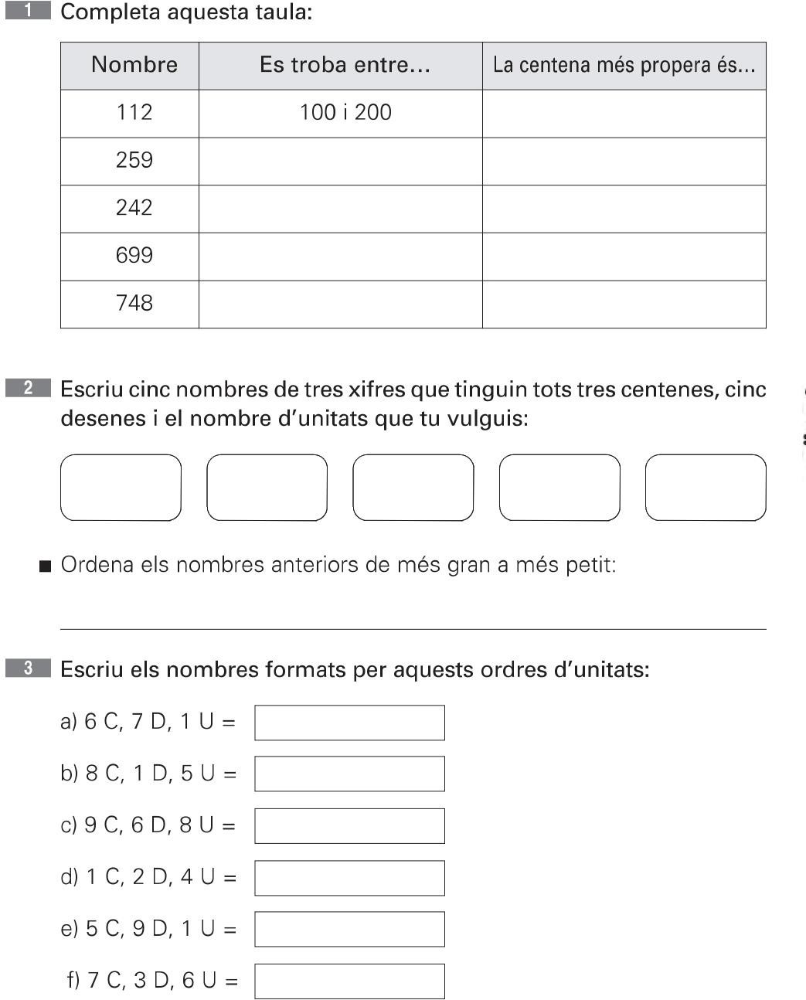 1 Completa aquesta taula:
Nombre Es troba entre... La centena més propera és...
112 100 i 200
259
242
699
748
2 Escriu cinc nombres de tres xifres que tinguin tots tres centenes, cinc
desenes i el nombre d'unitats que tu vulguis:
■ Ordena els nombres anteriors de més gran a més petit:
3 Escriu els nombres formats per aquests ordres d'unitats:
a) 6 C, 7 D, 1 U =
b) 8 C, 1 D, 5 U =
c) 9 C, 6 D, 8 U =
d) 1 C, 2 D, 4 U =
e) 5 C, 9 D, 1 U =
f) 7 C, 3 D, 6 U =